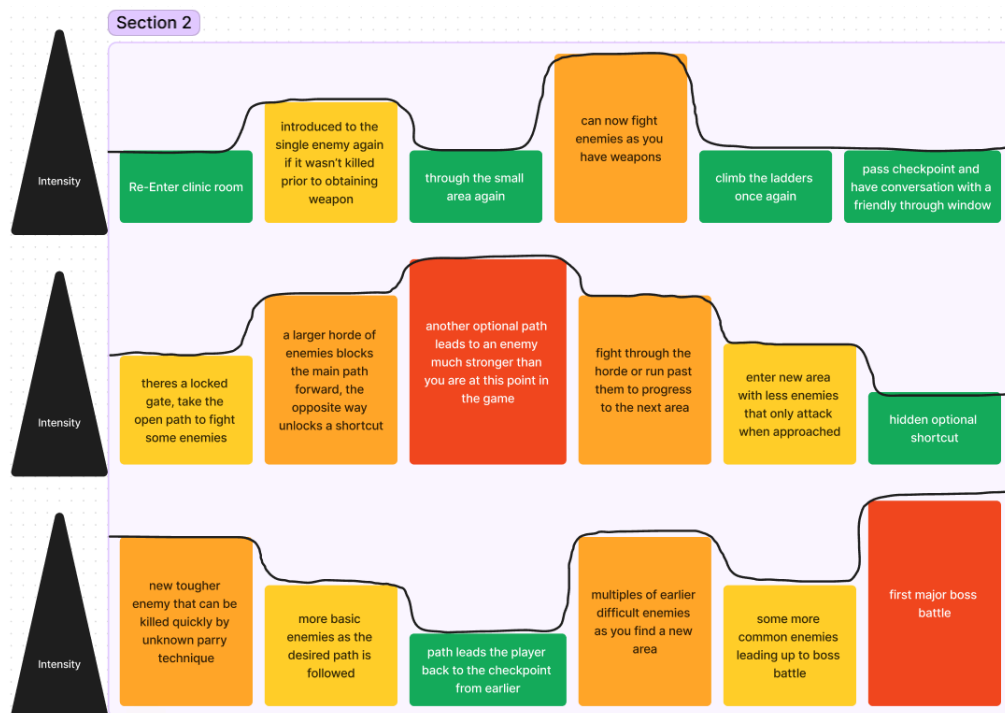 Section 2
Intensity
Re-Enter clinic room
introduced to the
single enemy again
if it wasn't killed
prior to obtaining
weapon
through the small
area again
can now fight
enemies as you
have weapons
climb the ladders
once again
pass checkpoint and
have conversation with a
friendly through window
Intensity
theres a locked
gate, take the
open path to fight
some enemies
a larger horde of
enemies blocks
the main path
forward, the
opposite way
unlocks a shortcut
another optional path
leads to an enemy
much stronger than
you are at this point in
the game
fight through the
horde or run past
them to progress
to the next area
enter new area
with less enemies
that only attack
when approached
hidden optional
shortcut
Intensity
new tougher
enemy that can be
killed quickly by
unknown parry
technique
more basic
enemies as the
desired path is
followed
path leads the player
back to the checkpoint
from earlier
multiples of earlier
difficult enemies
as you find a new
area
some more
common enemies
leading up to boss
battle
first major boss
battle